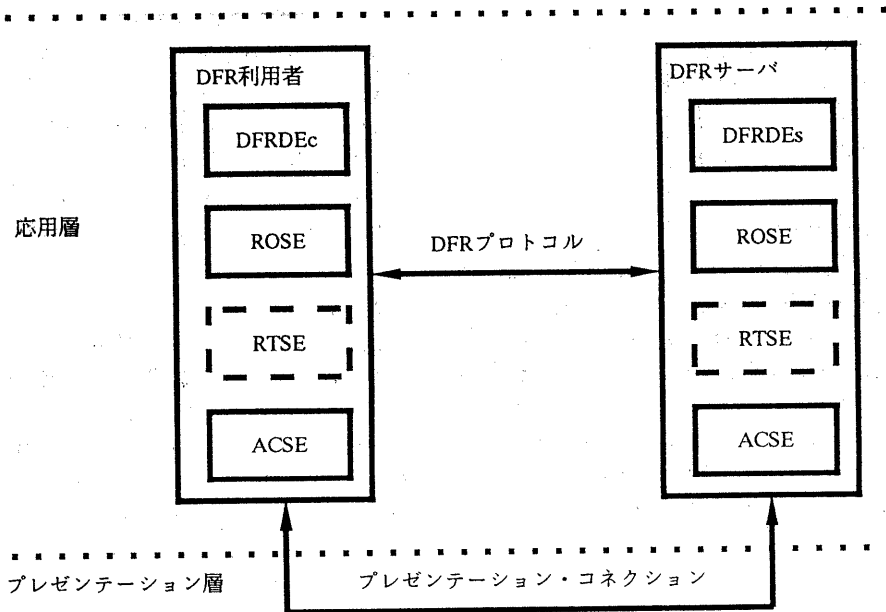 DFR利用者
DFRサーバ
DFRDEc
DFRDEs
応用層
ROSE
DFRプロトコル
ROSE
RTSE
RTSE
ACSE
ACSE
プレゼンテーション層
プレゼンテーション・コネクション